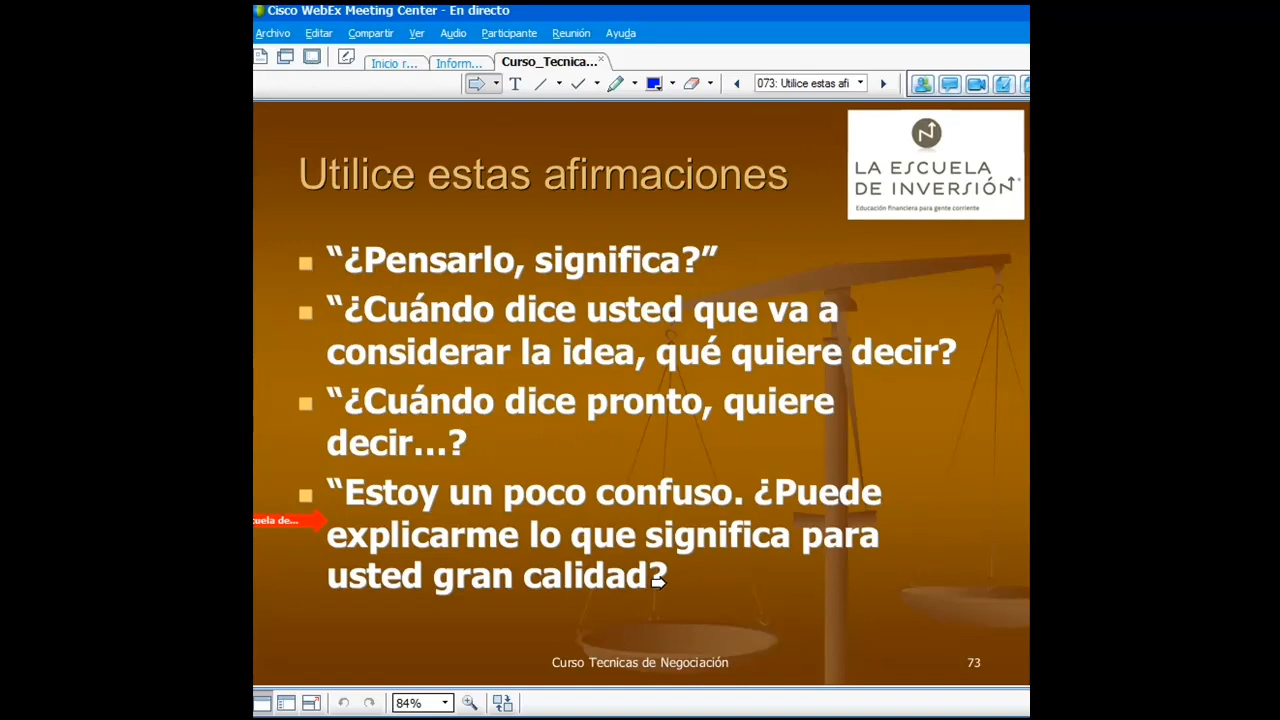 Cisco WebEx Meeting Center - En directo
Archivo Editar Compartir Ver Audio Participante Reunión Ayuda
Inicio r... Inform... Curso_Tecnica...
073: Utilice estas afi
Utilice estas afirmaciones
LA ESCUELA
DE INVERSIÓN
Educación financiera para gente corriente
“¿Pensarlo, significa?”
“¿Cuándo dice usted que va a
considerar la idea, qué quiere decir?
“¿Cuándo dice pronto, quiere
decir…?
“Estoy un poco confuso. ¿Puede
explicarme lo que significa para
usted gran calidad?
cuela de...
Curso Tecnicas de Negociación
73
84%